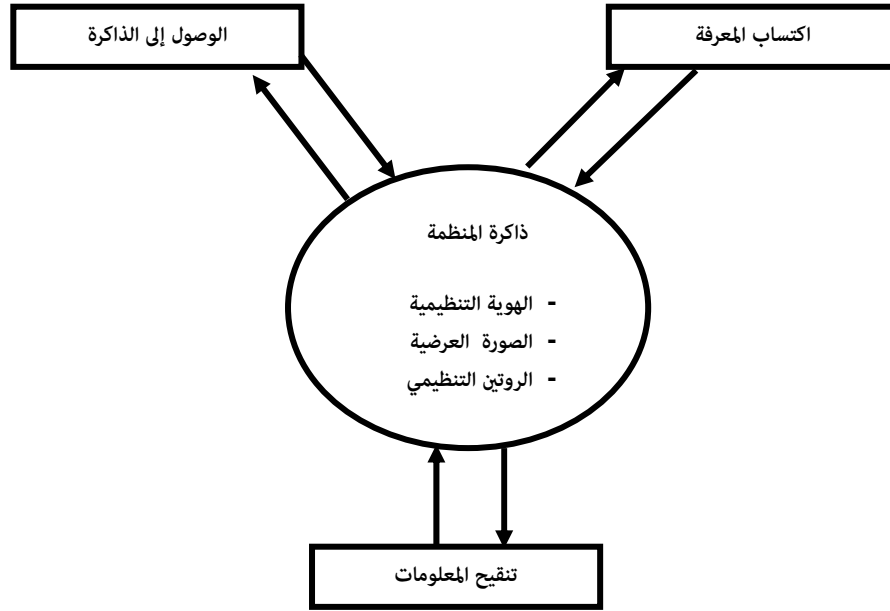 اكتساب المعرفة
الوصول إلى الذاكرة
ذاكرة المنظمة
- الهوية التنظيمية
- الصورة العرضية
- الروتين التنظيمي
تنقيح المعلومات